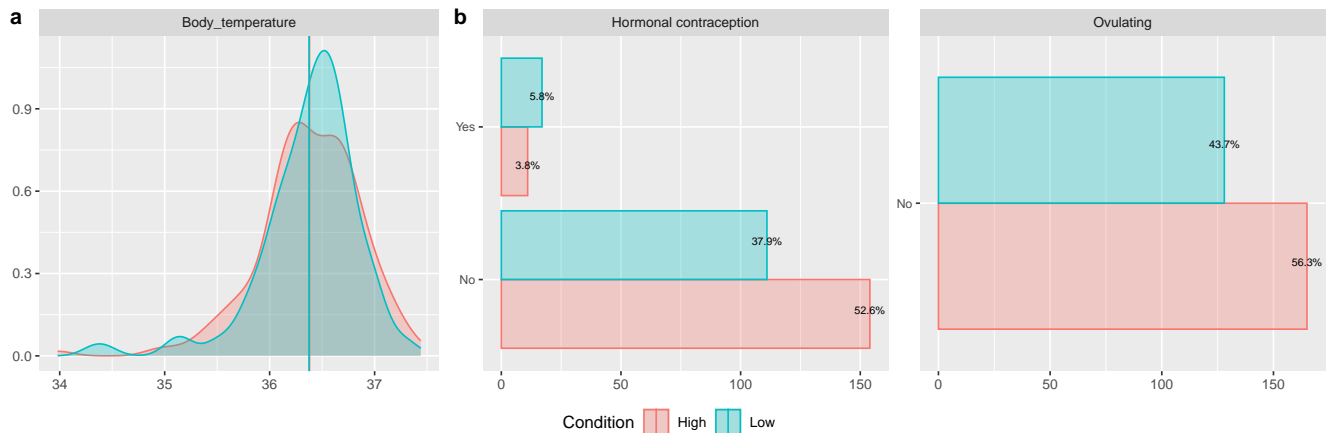 a
Body_temperature
0.9
0.6
0.3
0.0
34 35 36 37
b
Hormonal contraception
Yes
No
5.8%
3.8%
37.9%
52.6%
0 50 100 150
Ovulating
No
43.7%
56.3%
0 50 100 150
Condition High Low